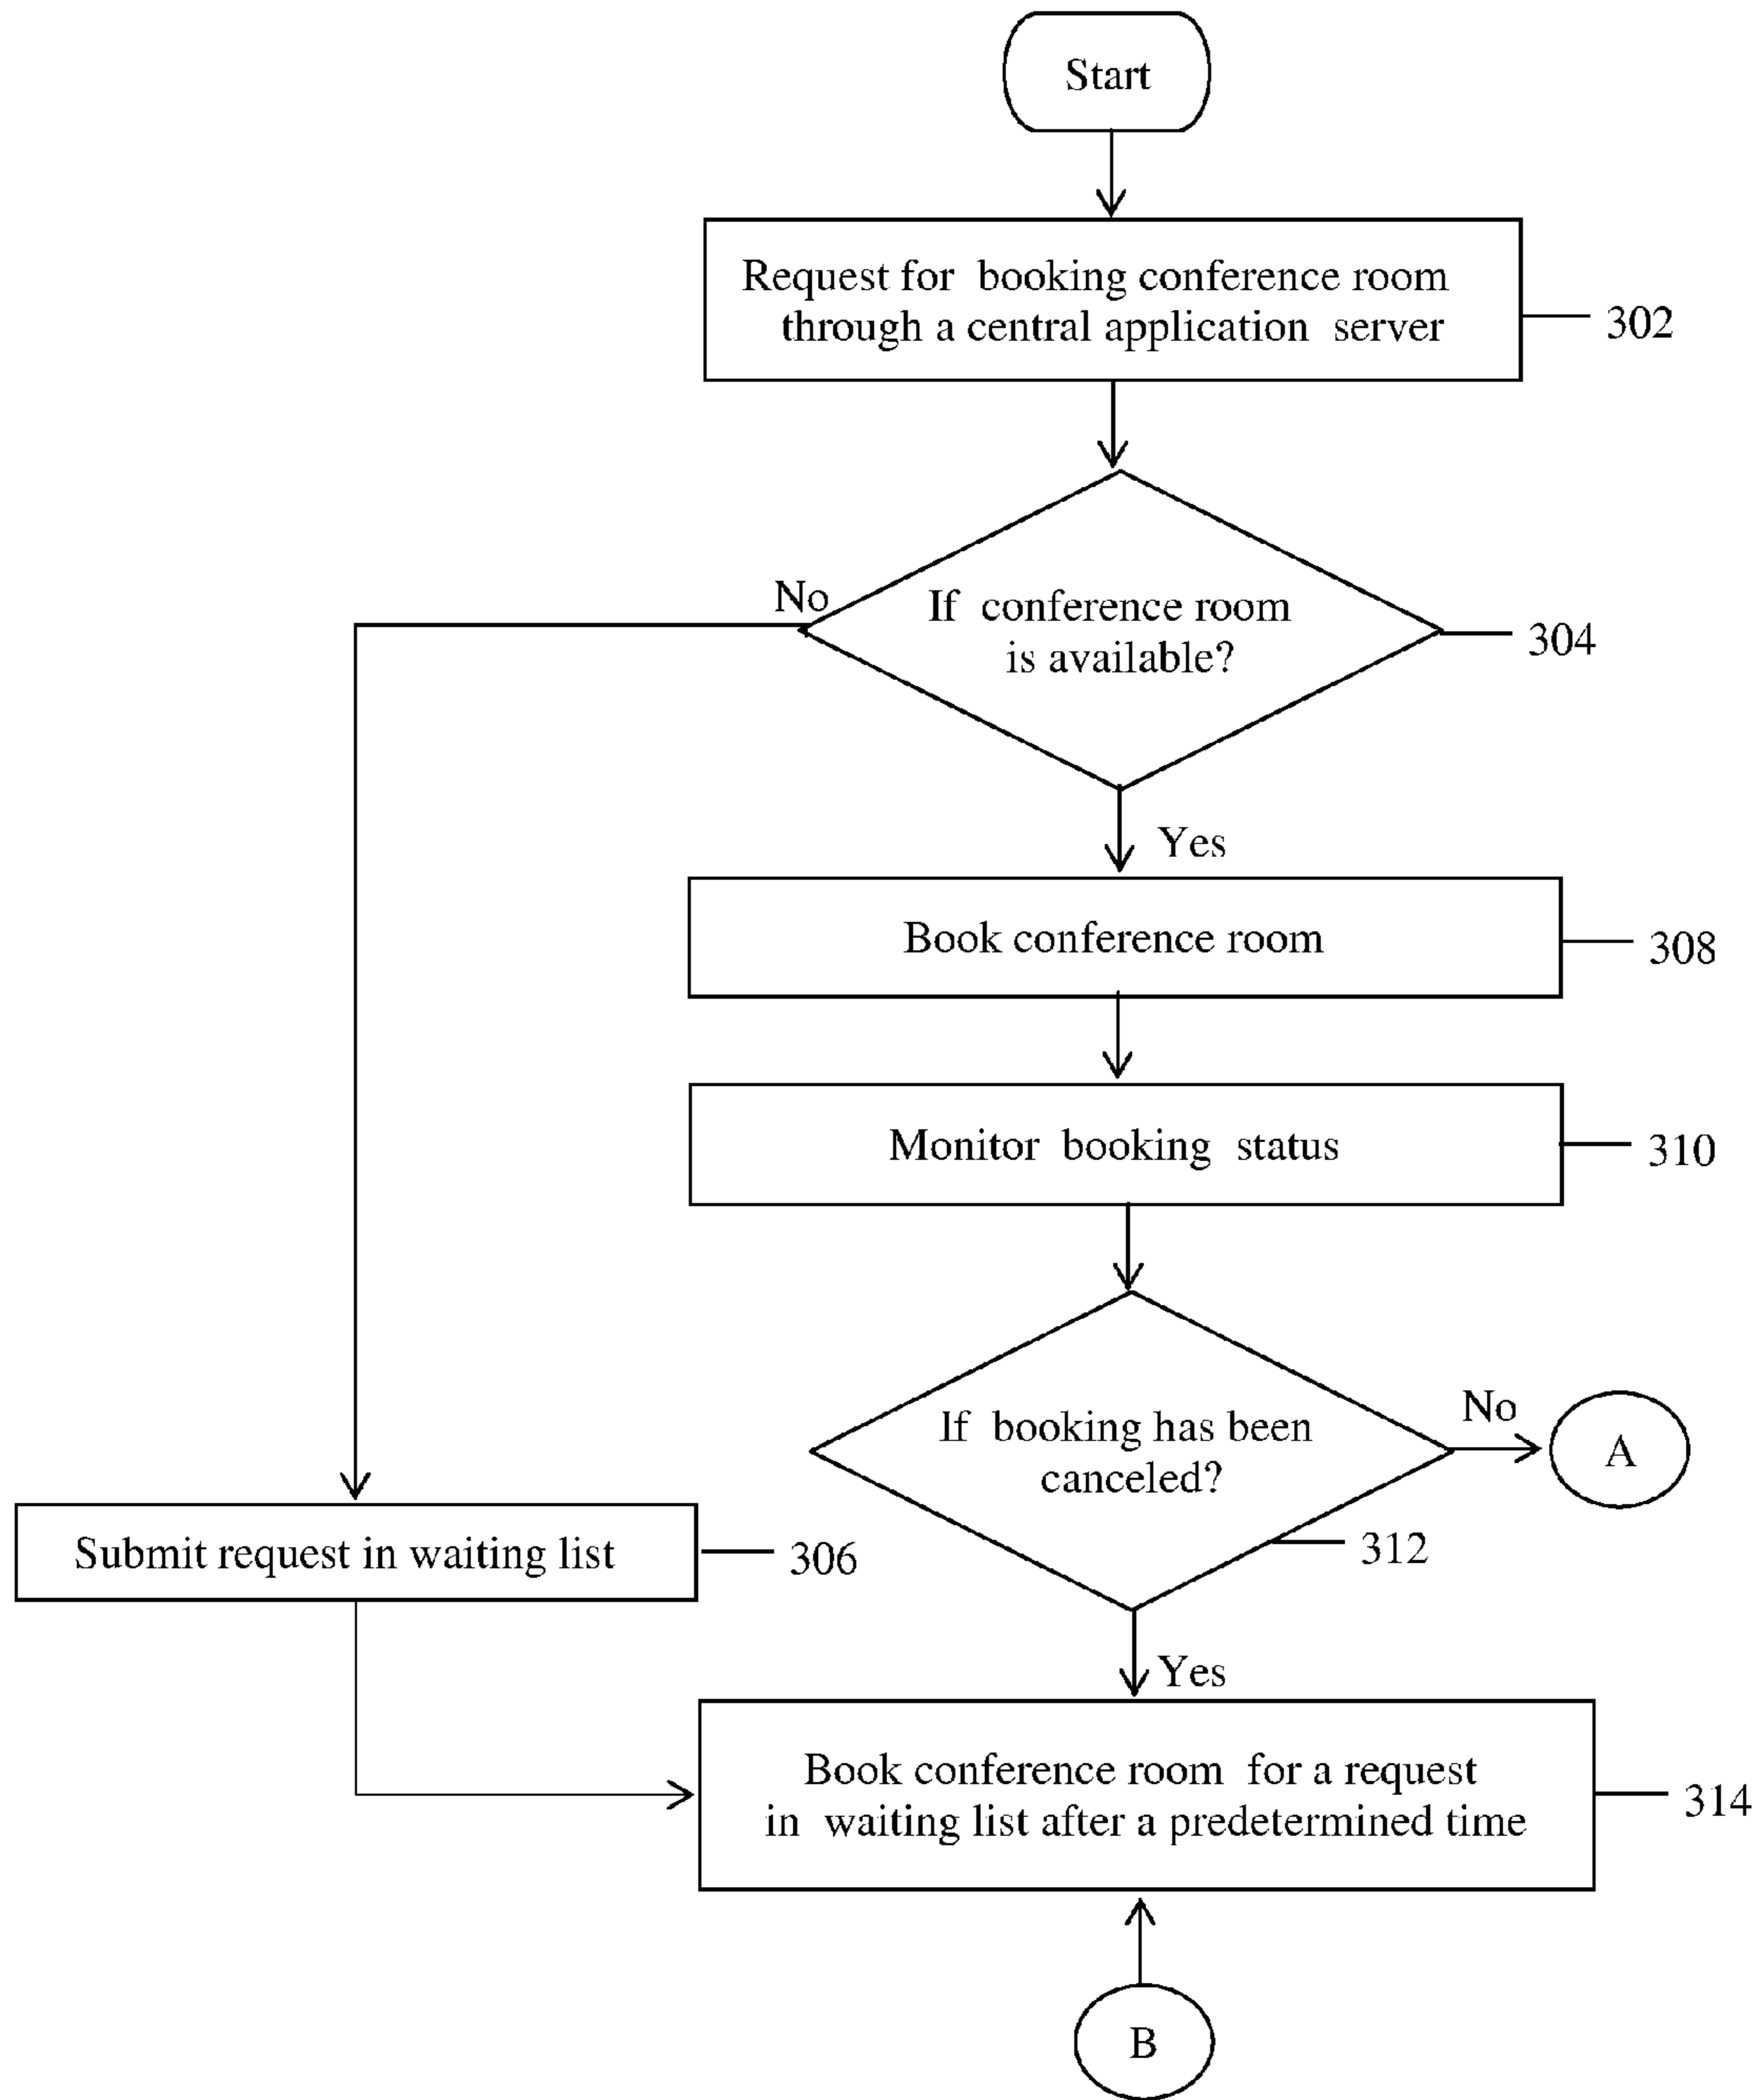 Start
Request for booking conference room
through a central application server
302
No
If conference room
is available?
304
Yes
Book conference room
308
Monitor booking status
310
If booking has been
canceled?
No
A
312
Submit request in waiting list
306
Yes
Book conference room for a request
in waiting list after a predetermined time
314
B